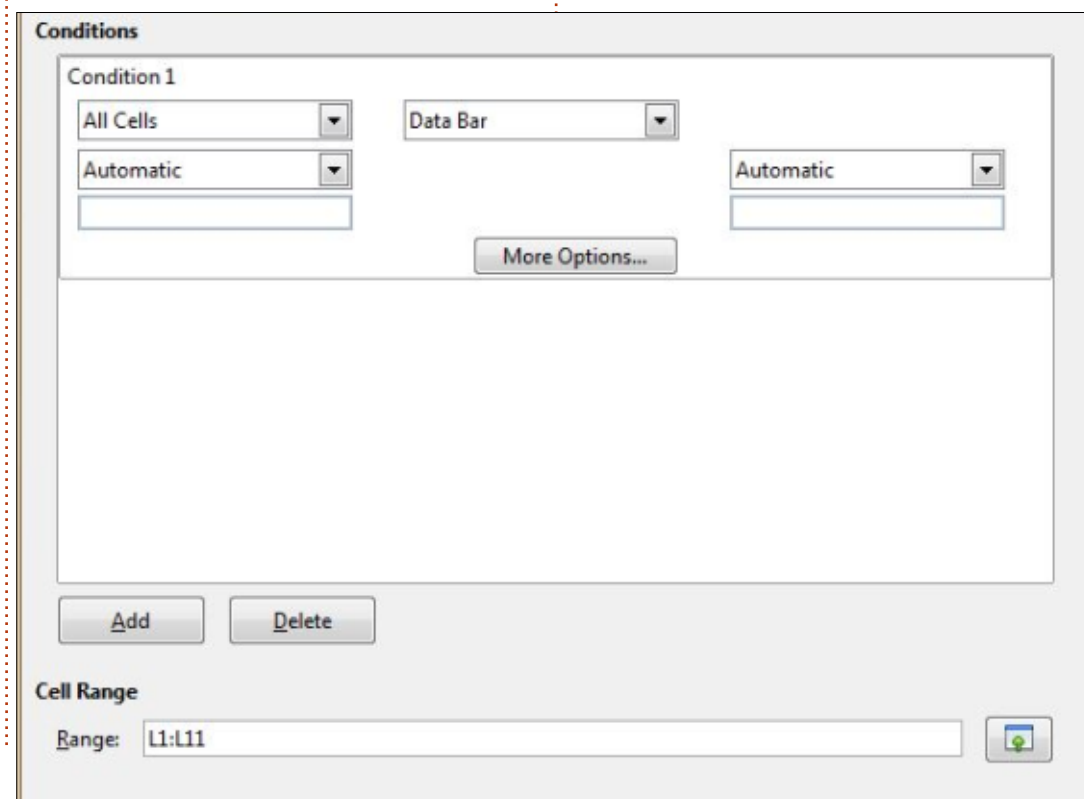 Conditions
Condition 1
All Cells Data Bar
Automatic Automatic
More Options...
Add Delete
Cell Range
Range: L1:L11